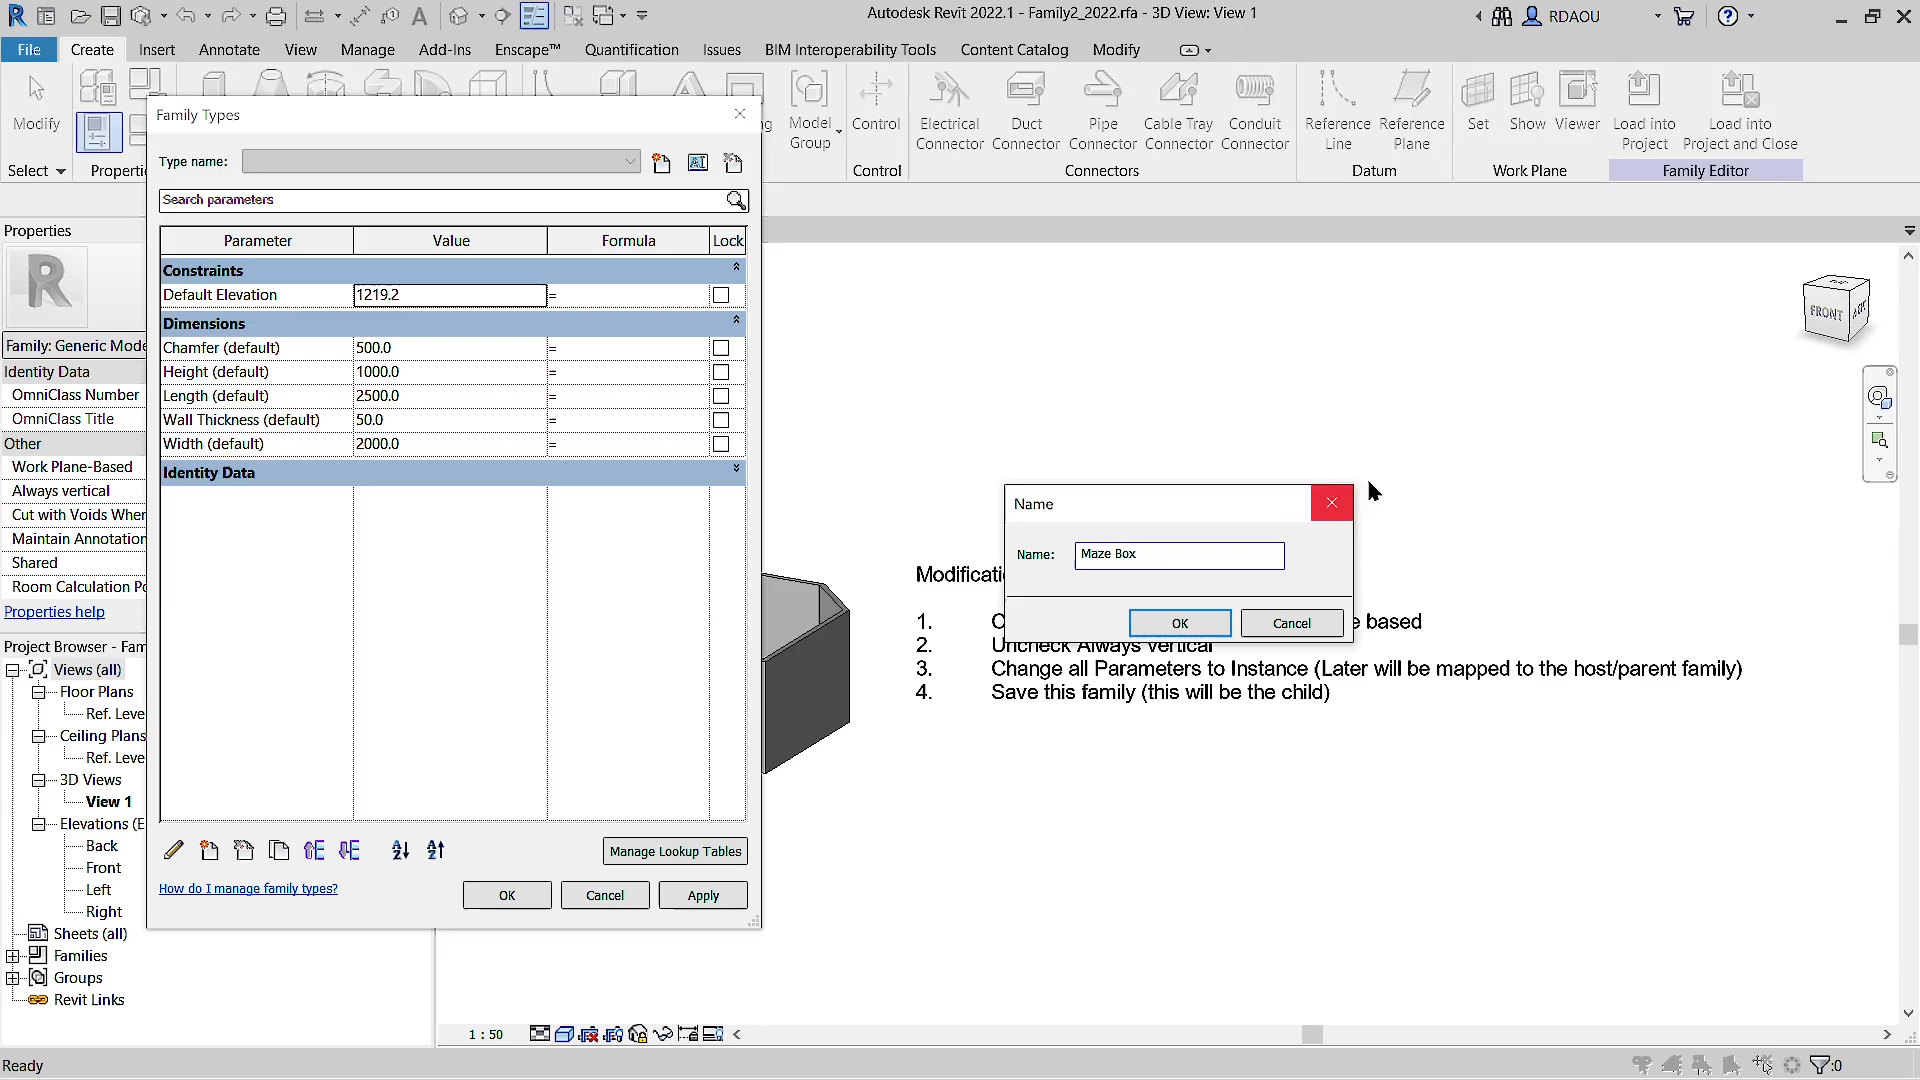 Autodesk Revit 2022.1 - Family2_2022.rfa - 3D View: View 1
RDAOU
File
Create
Insert
Annotate
View
Manage
Add-Ins
Enscape™
Quantification
Issues
BIM Interoperability Tools
Content Catalog
Modify
Modify
Model
Group
Control
Electrical
Connector
Duct
Connector
Pipe
Connector
Cable Tray
Connector
Conduit
Connector
Reference
Line
Reference
Plane
Set
Show
Viewer
Load into
Project
Load into
Project and Close
Select
Properti
Control
Connectors
Datum
Work Plane
Family Editor
Family Types
Type name:
Search parameters
Parameter
Value
Formula
Lock
Constraints
Default Elevation
1219.2
=
Dimensions
Chamfer (default)
500.0
=
Height (default)
1000.0
=
Length (default)
2500.0
=
Wall Thickness (default)
50.0
=
Width (default)
2000.0
=
Identity Data
Manage Lookup Tables
How do I manage family types?
OK
Cancel
Apply
Properties
Family: Generic Mode
Identity Data
OmniClass Number
OmniClass Title
Other
Work Plane-Based
Always vertical
Cut with Voids When
Maintain Annotation
Shared
Room Calculation Po
Properties help
Project Browser - Fam
Views (all)
Floor Plans
Ref. Leve
Ceiling Plans
Ref. Leve
3D Views
View 1
Elevations (E
Back
Front
Left
Right
Sheets (all)
Families
Groups
Revit Links
FRONT
Name
Name:
Maze Box
OK
Cancel
Modificati
1. C e based
2. Uncheck Always vertical
3. Change all Parameters to Instance (Later will be mapped to the host/parent family)
4. Save this family (this will be the child)
1 : 50
Ready
:0